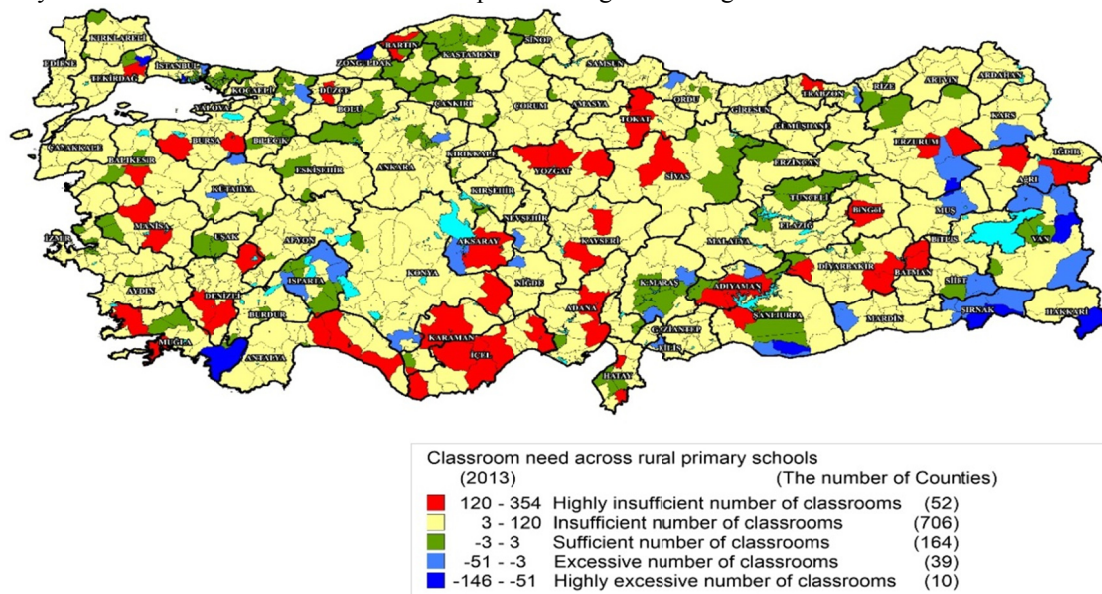 KIRKLARELİ
EDİRNE
TEKİRDAĞ
İSTANBUL
KOCAELİ
YALOVA
ÇANAKKALE
BALIKESİR
BURSA
BİLECİK
DÜZCE
BOLU
ZONGULDAK
BARTIN
KASTAMONU
SİNOP
SAMSUN
ÇANKIRI
ÇORUM
AMASYA
TOKAT
ORDU
GİRESUN
TRABZON
GÜMÜŞHANE
RİZE
ARTVİN
ARDAHAN
KARS
IĞDIR
AĞRI
ERZURUM
ERZİNCAN
SİVAS
YOZGAT
KIRIKKALE
ANKARA
ESKİŞEHİR
KÜTAHYA
MANİSA
İZMİR
UŞAK
AFYON
KIRŞEHİR
NEVŞEHİR
KAYSERİ
MALATYA
ELAZIĞ
TUNCELİ
BİNGÖL
MUŞ
BİTLİS
VAN
HAKKARİ
ŞIRNAK
SİİRT
BATMAN
DİYARBAKIR
MARDİN
ŞANLIURFA
ADIYAMAN
K.MARAŞ
GAZİANTEP
KİLİS
HATAY
ADANA
NİĞDE
AKSARAY
KONYA
KARAMAN
İÇEL
ANTALYA
ISPARTA
BURDUR
DENİZLİ
AYDIN
MUĞLA
Classroom need across rural primary schools
(2013) (The number of Counties)
120 - 354 Highly insufficient number of classrooms (52)
3 - 120 Insufficient number of classrooms (706)
-3 - 3 Sufficient number of classrooms (164)
-51 - -3 Excessive number of classrooms (39)
-146 - -51 Highly excessive number of classrooms (10)